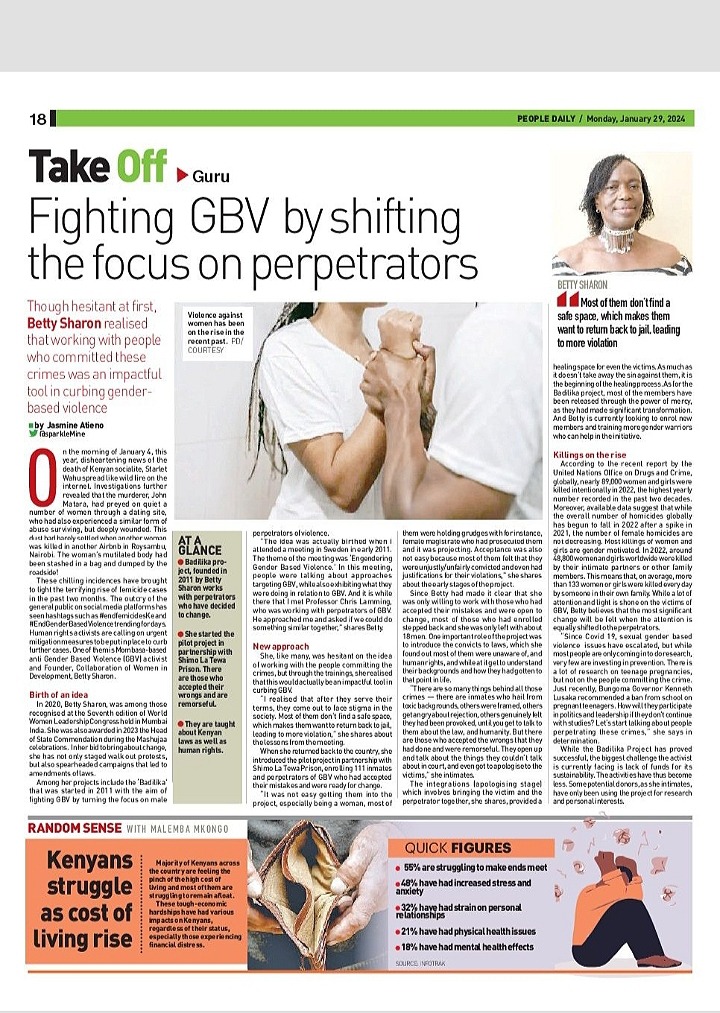 18
PEOPLE DAILY / Monday, January 29, 2024
Take Off
Guru
Fighting GBV by shifting
the focus on perpetrators
Though hesitant at first,
Betty Sharon realised
that working with people
who committed these
crimes was an impactful
tool in curbing gender-
based violence
by Jasmine Atieno
@sparkleMine
Violence against
women has been
on the rise in the
recent past. PD/
COURTESY
On the morning of January 4, this
year, disheartening news of the
death of Kenyan socialite, Starlet
Wahu spread like wild fire on the
internet. Investigations further
revealed that the murderer, John
Matara, had preyed on quiet a
number of women through a dating site,
who had also experienced a similar form of
abuse surviving, but deeply wounded. This
dust had barely settled when another woman
was killed in another Airbnb in Roysambu,
Nairobi. The woman's mutilated body had
been stashed in a bag and dumped by the
roadside!
These chilling incidences have brought
to light the terrifying rise of femicide cases
in the past two months. The outcry of the
general public on social media platforms has
seen hashtags such as #endfemicideske and
#EndGenderBasedViolence trending for days.
Human rights activists are calling on urgent
mitigation measures to be put in place to curb
further cases. One of them is Mombasa-based
anti Gender Based Violence (GBV) activist
and Founder, Collaboration of Women in
Development, Betty Sharon.
Birth of an idea
In 2020, Betty Sharon, was among those
recognised at the Seventh edition of World
Women Leadership Congress held in Mumbai
India. She was also awarded in 2023 the Head
of State Commendation during the Mashujaa
celebrations. In her bid to bring about change,
she has not only staged walk out protests,
but also spearheaded campaigns that led to
amendments of laws.
Among her projects include the 'Badilika'
that was started in 2011 with the aim of
fighting GBV by turning the focus on male
AT A
GLANCE
Badilika pro-
ject, founded in
2011 by Betty
Sharon works
with perpetrators
who have decided
to change.
She started the
pilot project in
partnership with
Shimo La Tewa
Prison. There
are those who
accepted their
wrongs and are
remorseful.
They are taught
about Kenyan
laws as well as
human rights.
perpetrators of violence.
"The idea was actually birthed when I
attended a meeting in Sweden in early 2011.
The theme of the meeting was 'Engendering
Gender Based Violence.' In this meeting,
people were talking about approaches
targeting GBV, while also exhibiting what they
were doing in relation to GBV. And it is while
there that I met Professor Chris Lamming,
who was working with perpetrators of GBV.
He approached me and asked if we could do
something similar together," shares Betty.
New approach
She, like many, was hesitant on the idea
of working with the people committing the
crimes, but through the trainings, she realised
that this would actually be an impactful tool in
curbing GBV.
"I realised that after they serve their
terms, they come out to face stigma in the
society. Most of them don't find a safe space,
which makes them want to return back to jail,
leading to more violation," she shares about
the lessons from the meeting.
When she returned back to the country, she
introduced the pilot project in partnership with
Shimo La Tewa Prison, enrolling 111 inmates
and perpetrators of GBV who had accepted
their mistakes and were ready for change.
"It was not easy getting them into the
project, especially being a woman, most of
them were holding grudges with for instance,
female magistrate who had prosecuted them
and it was projecting. Acceptance was also
not easy because most of them felt that they
were unjustly/unfairly convicted and even had
justifications for their violations," she shares
about the early stages of the project.
Since Betty had made it clear that she
was only willing to work with those who had
accepted their mistakes and were open to
change, most of those who had enrolled
stepped back and she was only left with about
18 men. One important role of the project was
to introduce the convicts to laws, which she
found out most of them were unaware of, and
human rights, and while at it get to understand
their backgrounds and how they had gotten to
that point in life.
"There are so many things behind all those
crimes — there are inmates who hail from
toxic backgrounds, others were framed, others
get angry about rejection, others genuinely felt
they had been provoked, until you get to talk to
them about the law, and humanity. But there
are those who accepted the wrongs that they
had done and were remorseful. They open up
and talk about the things they couldn't talk
about in court, and even got to apologise to the
victims," she intimates.
The integrations (apologising stage)
which involves bringing the victim and the
perpetrator together, she shares, provided a
BETTY SHARON
Most of them don't find a
safe space, which makes them
want to return back to jail, leading
to more violation
healing space for even the victims. As much as
it doesn't take away the sin against them, it is
the beginning of the healing process. As for the
Badilika project, most of the members have
been released through the power of mercy,
as they had made significant transformation.
And Betty is currently looking to enrol new
members and training more gender warriors
who can help in the initiative.
Killings on the rise
According to the recent report by the
United Nations Office on Drugs and Crime,
globally, nearly 89,000 women and girls were
killed intentionally in 2022, the highest yearly
number recorded in the past two decades.
Moreover, available data suggest that while
the overall number of homicides globally
has begun to fall in 2022 after a spike in
2021, the number of female homicides are
not decreasing. Most killings of women and
girls are gender motivated. In 2022, around
48,800 women and girls worldwide were killed
by their intimate partners or other family
members. This means that, on average, more
than 133 women or girls were killed every day
by someone in their own family. While a lot of
attention and light is shone on the victims of
GBV, Betty believes that the most significant
change will be felt when the attention is
equally shifted to the perpetrators.
"Since Covid 19, sexual gender based
violence issues have escalated, but while
most people are only coming in to do research,
very few are investing in prevention. There is
a lot of research on teenage pregnancies,
but not on the people committing the crime.
Just recently, Bungoma Governor Kenneth
Lusaka recommended a ban from school on
pregnant teenagers. How will they participate
in politics and leadership if they don't continue
with studies? Let's start talking about people
perpetrating these crimes," she says in
determination.
While the Badilika Project has proved
successful, the biggest challenge the activist
is currently facing is lack of funds for its
sustainability. The activities have thus become
less. Some potential donors, as she intimates,
have only been using the project for research
and personal interests.
RANDOM SENSE WITH MALEMBA MKONGO
Kenyans
struggle
as cost of
living rise
Majority of Kenyans across
the country are feeling the
pinch of the high cost of
living and most of them are
struggling to remain afloat.
These tough-economic
hardships have had various
impacts on Kenyans,
regardless of their status,
especially those experiencing
financial distress.
QUICK FIGURES
55% are struggling to make ends meet
48% have had increased stress and
anxiety
32% have had strain on personal
relationships
21% have had physical health issues
18% have had mental health effects
SOURCE: INFOTRAK